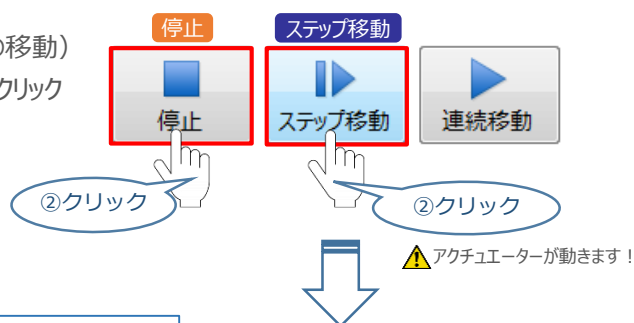 停止
ステップ移動
の移動）
クリック
停止
ステップ移動
連続移動
②クリック
②クリック
アクチュエーターが動きます！